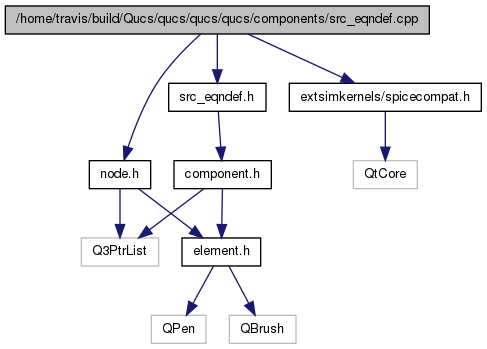 /home/travis/build/Qucs/qucs/qucs/qucs/components/src_eqndef.cpp
src_eqndef.h
extsimkernels/spicecompat.h
node.h
component.h
QtCore
Q3PtrList
element.h
QPen
QBrush